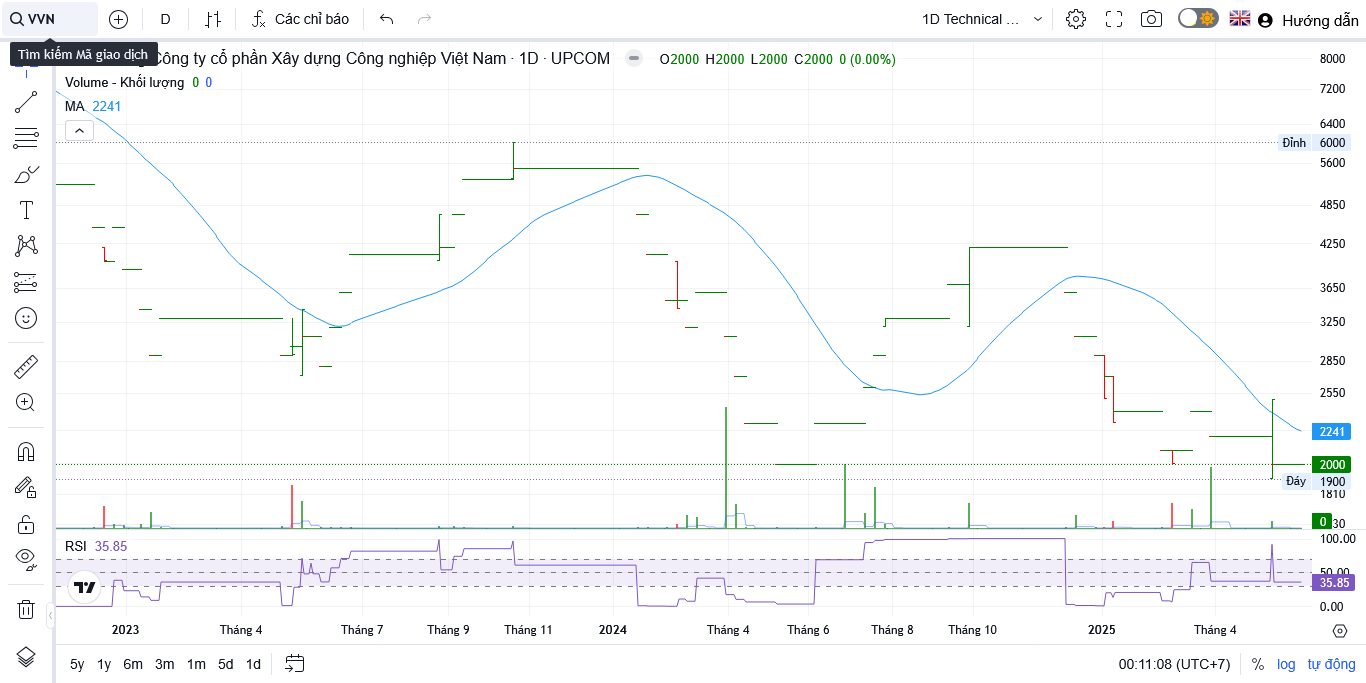 VVN
D
Các chỉ báo
1D Technical ...
Hướng dẫn
Tìm kiếm Mã giao dịch
Công ty cổ phần Xây dựng Công nghiệp Việt Nam · 1D · UPCOM
O2000 H2000 L2000 C2000 0 (0.00%)
Volume - Khối lượng 0 0
MA 2241
8000
7200
6400
Đỉnh 6000
5600
4850
4250
3650
3250
2850
2550
2241
2000
Đáy 1900
1810
0
30
RSI 35.85
100.00
50.00
35.85
0.00
2023 Tháng 4 Tháng 7 Tháng 9 Tháng 11 2024 Tháng 4 Tháng 6 Tháng 8 Tháng 10 2025 Tháng 4
5y 1y 6m 3m 1m 5d 1d
00:11:08 (UTC+7) % log tự động